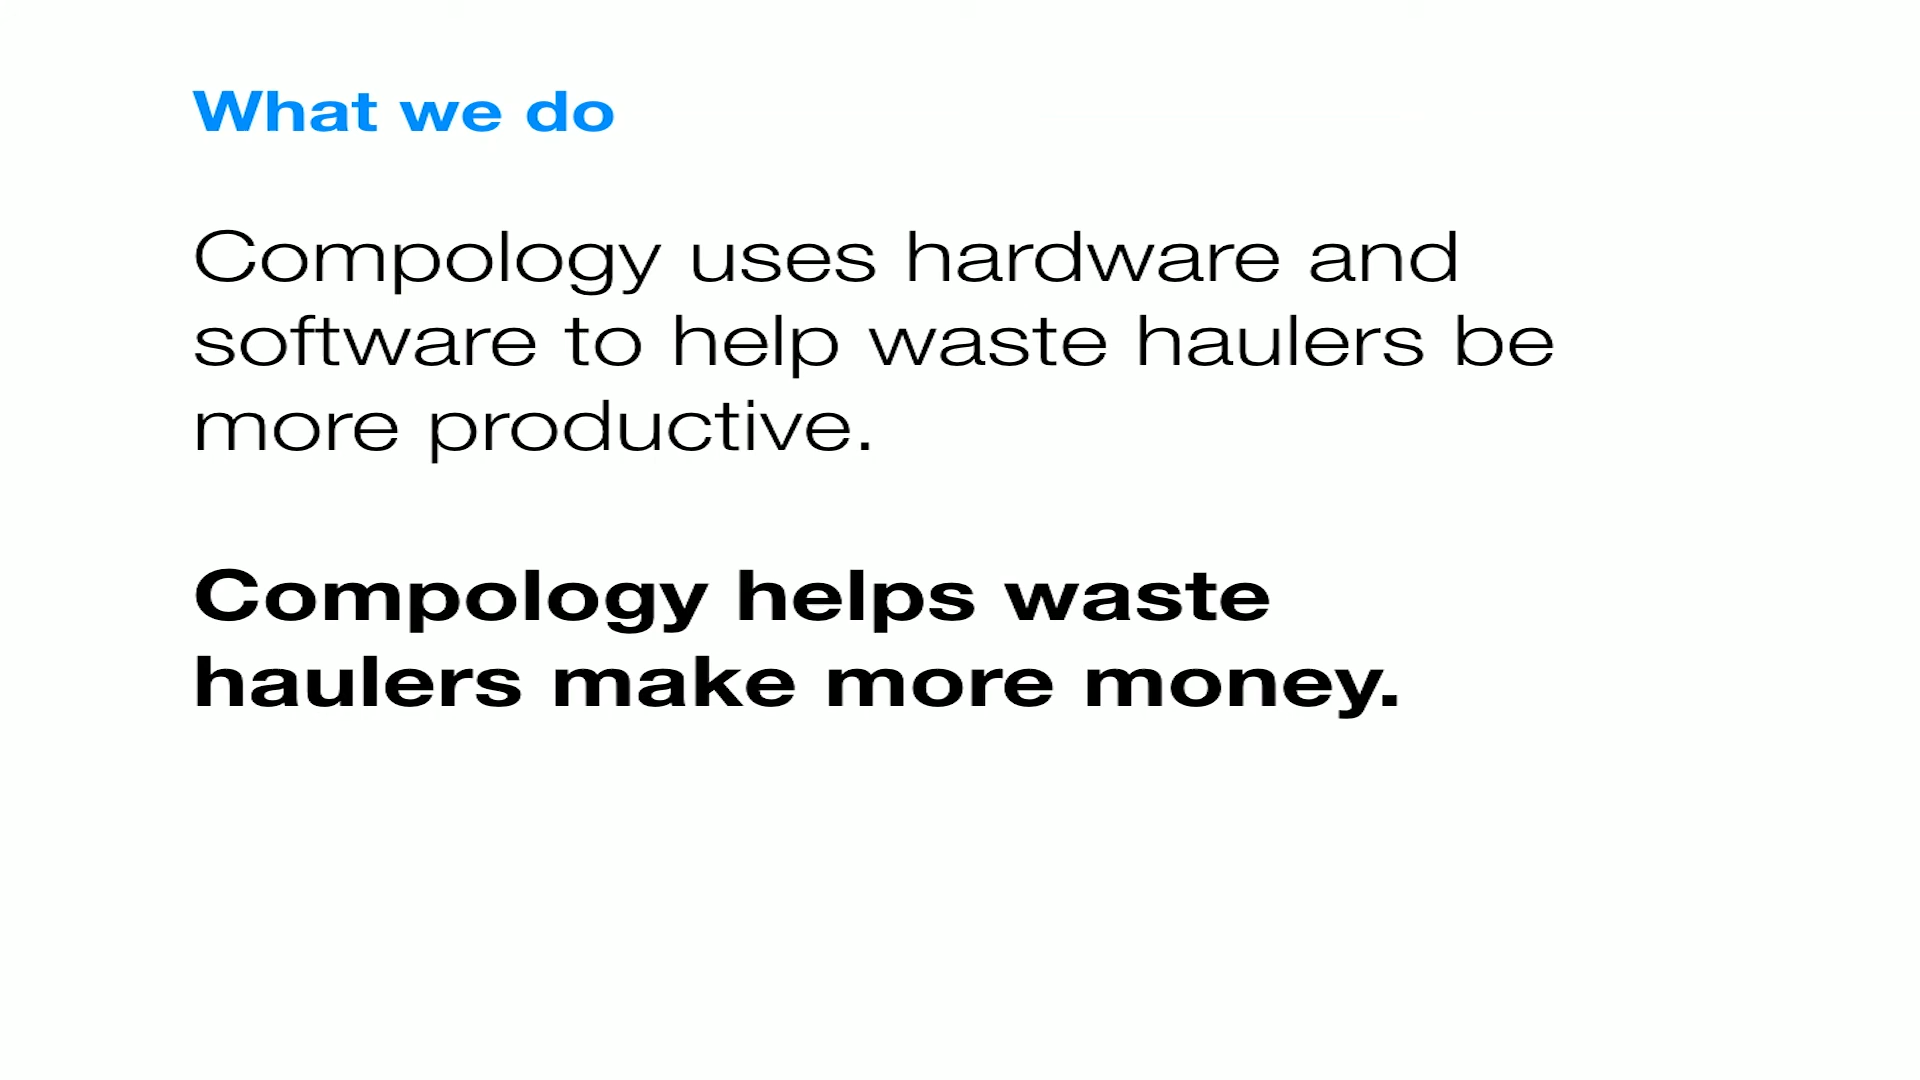 What we do
Compology uses hardware and
software to help waste haulers be
more productive.
Compology helps waste
haulers make more money.